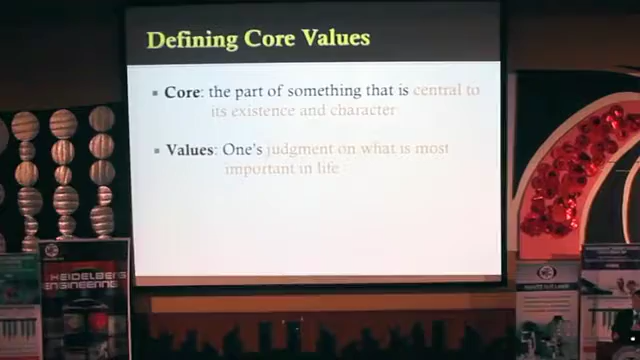 Defining Core Values
▪ Core: the part of something that is central to
its existence and character
▪ Values: One's judgment on what is most
important in life
HEIDELBERG
ENGINEERING